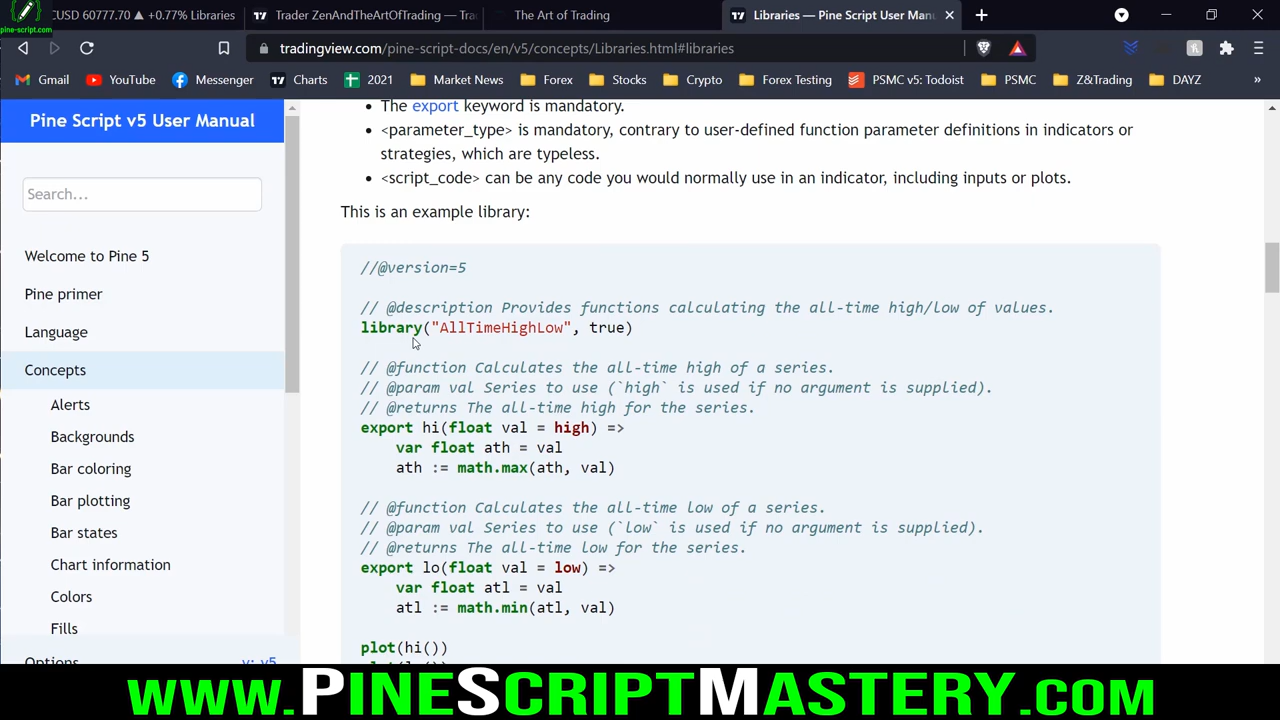 CUSD 60777.70 ▲ +0.77% Libraries
Trader ZenAndTheArtOfTrading — Tra
The Art of Trading
Libraries — Pine Script User Manu
pine-script.com
tradingview.com/pine-script-docs/en/v5/concepts/Libraries.html#libraries
Gmail
YouTube
Messenger
Charts
2021
Market News
Forex
Stocks
Crypto
Forex Testing
PSMC v5: Todoist
PSMC
Z&Trading
DAYZ
»
Pine Script v5 User Manual
Search...
Welcome to Pine 5
Pine primer
Language
Concepts
Alerts
Backgrounds
Bar coloring
Bar plotting
Bar states
Chart information
Colors
Fills
Options
v: v5
• The export keyword is mandatory.
• <parameter_type> is mandatory, contrary to user-defined function parameter definitions in indicators or
strategies, which are typeless.
• <script_code> can be any code you would normally use in an indicator, including inputs or plots.
This is an example library:
//@version=5
// @description Provides functions calculating the all-time high/low of values.
library("AllTimeHighLow", true)
// @function Calculates the all-time high of a series.
// @param val Series to use (`high` is used if no argument is supplied).
// @returns The all-time high for the series.
export hi(float val = high) =>
var float ath = val
ath := math.max(ath, val)
// @function Calculates the all-time low of a series.
// @param val Series to use (`low` is used if no argument is supplied).
// @returns The all-time low for the series.
export lo(float val = low) =>
var float atl = val
atl := math.min(atl, val)
plot(hi())
www.PineScriptMastery.com